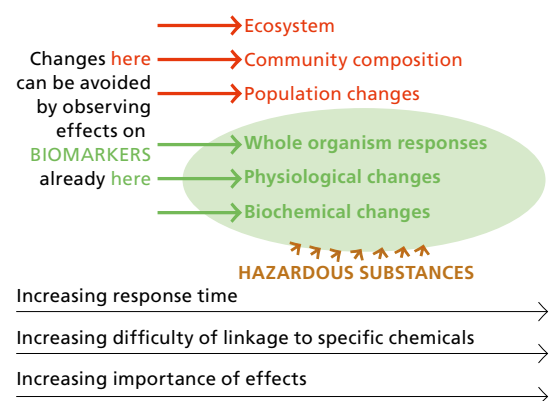 Ecosystem
Changes here
Community composition
can be avoided
Population changes
by observing
effects on
BIOMARKERS
already here
Whole organism responses
Physiological changes
Biochemical changes
HAZARDOUS SUBSTANCES
Increasing response time
Increasing difficulty of linkage to specific chemicals
Increasing importance of effects